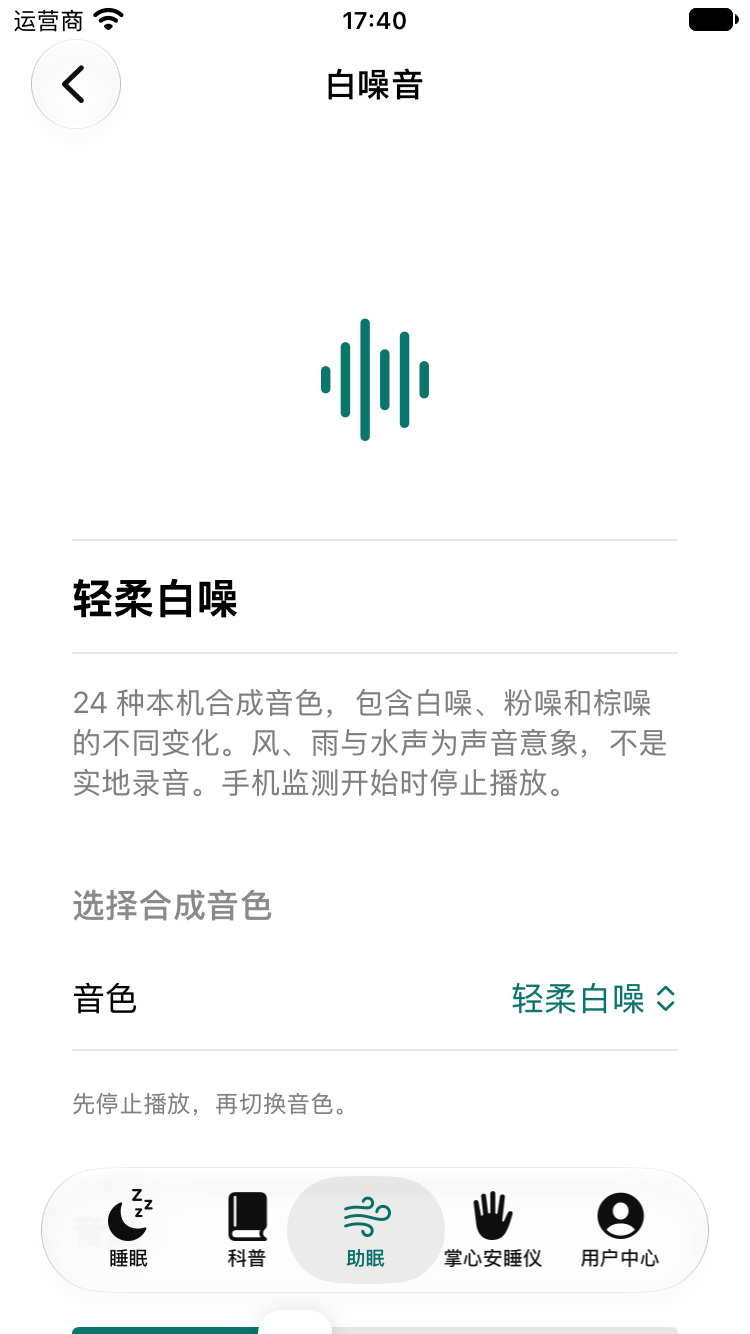 运营商
17:40
白噪音
轻柔白噪
24 种本机合成音色，包含白噪、粉噪和棕噪
的不同变化。风、雨与水声为声音意象，不是
实地录音。手机监测开始时停止播放。
选择合成音色
音色
轻柔白噪
先停止播放，再切换音色。
睡眠
科普
助眠
掌心安睡仪
用户中心